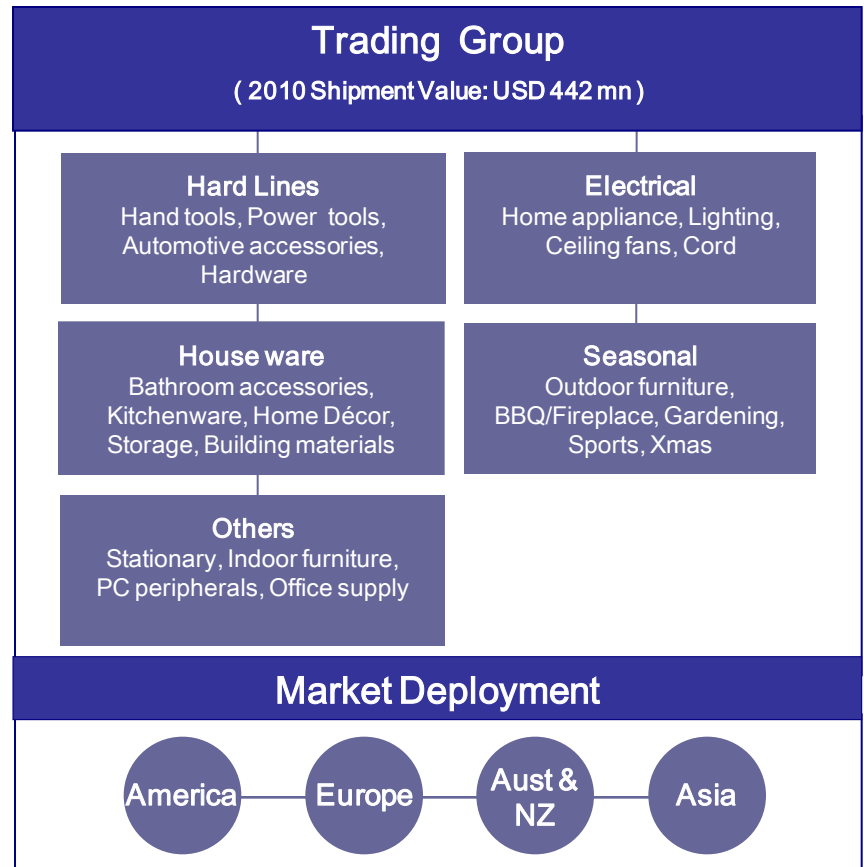 Trading Group
( 2010 Shipment Value: USD 442 mn )
Hard Lines
Hand tools, Power tools,
Automotive accessories,
Hardware
Electrical
Home appliance, Lighting,
Ceiling fans, Cord
House ware
Bathroom accessories,
Kitchenware, Home Décor,
Storage, Building materials
Seasonal
Outdoor furniture,
BBQ/Fireplace, Gardening,
Sports, Xmas
Others
Stationary, Indoor furniture,
PC peripherals, Office supply
Market Deployment
America
Europe
Aust &
NZ
Asia